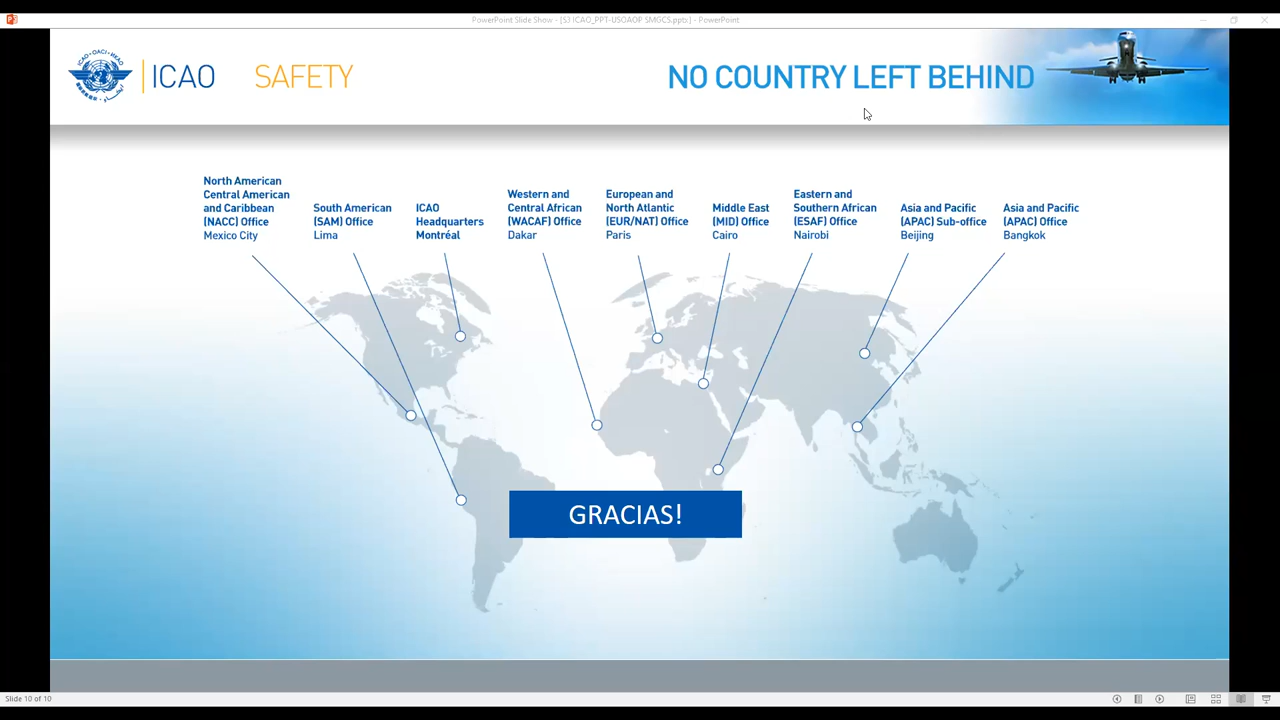 PowerPoint Slide Show - [S3 ICAO_PPT-USOAOP SMGCS.pptx] - PowerPoint
ICAO
SAFETY
NO COUNTRY LEFT BEHIND
North American
Central American
and Caribbean
(NACC) Office
Mexico City
South American
(SAM) Office
Lima
ICAO
Headquarters
Montréal
Western and
Central African
(WACAF) Office
Dakar
European and
North Atlantic
(EUR/NAT) Office
Paris
Middle East
(MID) Office
Cairo
Eastern and
Southern African
(ESAF) Office
Nairobi
Asia and Pacific
(APAC) Sub-office
Beijing
Asia and Pacific
(APAC) Office
Bangkok
GRACIAS!
Slide 10 of 10